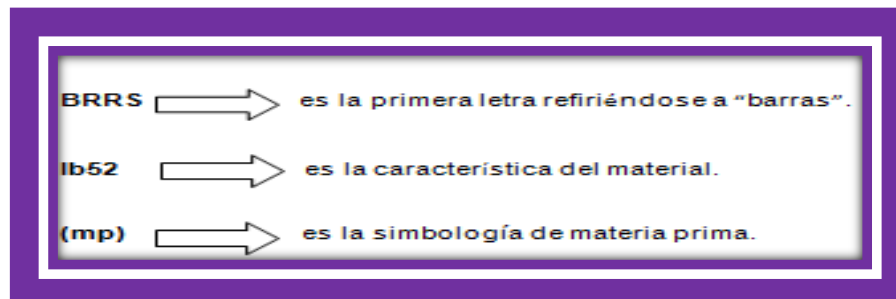 BRRS es la primera letra refiriéndose a “barras”.
lb52 es la característica del material.
(mp) es la simbología de materia prima.